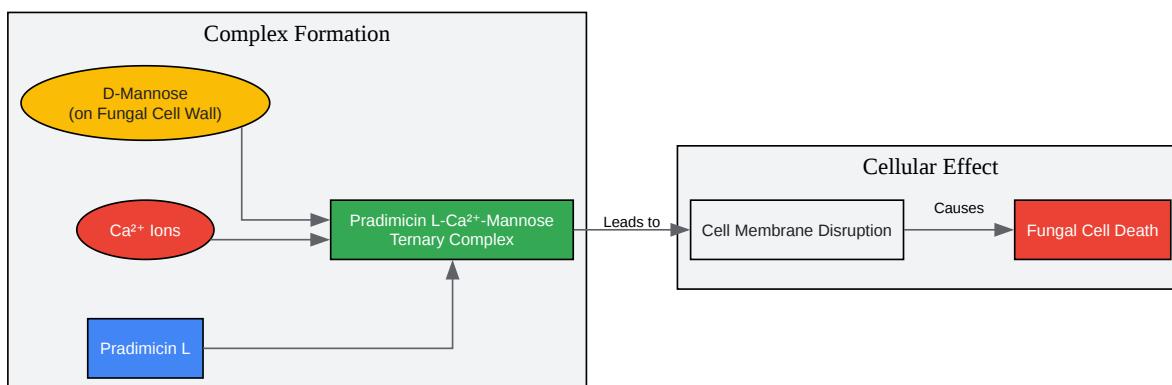 Complex Formation
D-Mannose
(on Fungal Cell Wall)
Ca²⁺ Ions
Pradimicin L
Pradimicin L-Ca²⁺-Mannose
Ternary Complex
Leads to
Cellular Effect
Cell Membrane Disruption
Causes
Fungal Cell Death